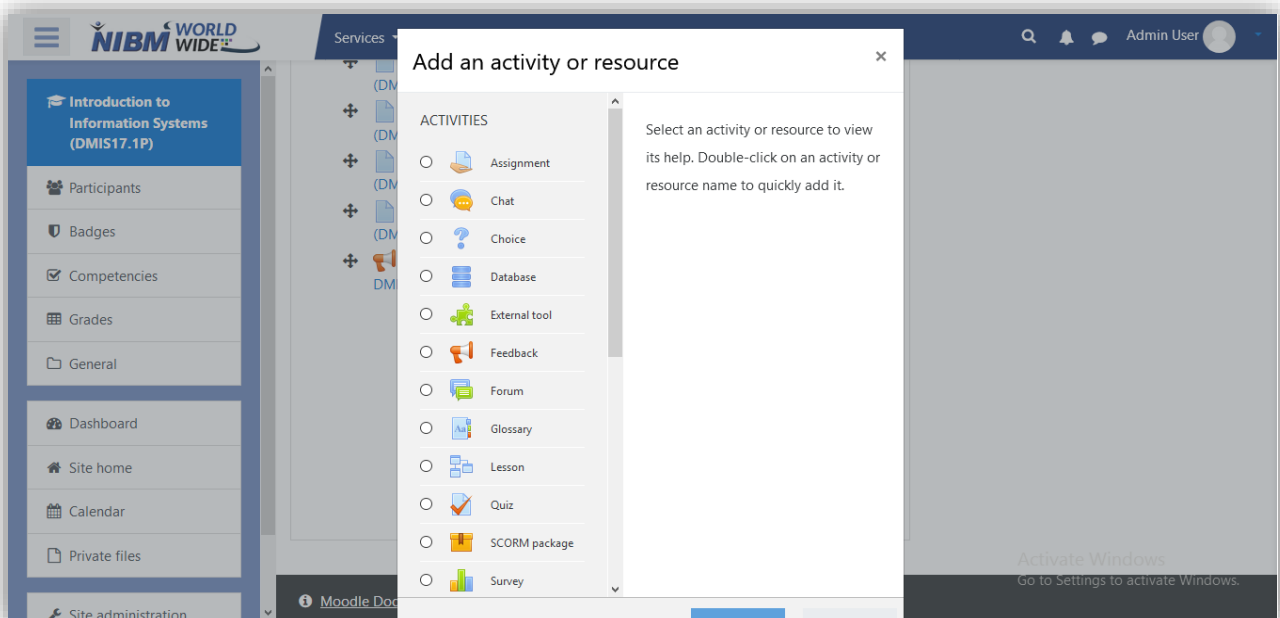 NIBM WORLD
WIDE
Services
Admin User
Add an activity or resource
×
Introduction to
Information Systems
(DMIS17.1P)
Participants
Badges
Competencies
Grades
General
Dashboard
Site home
Calendar
Private files
Site administration
(DM
(DM
(DM
(DM
DMI
ACTIVITIES
Assignment
Chat
Choice
Database
External tool
Feedback
Forum
Glossary
Lesson
Quiz
SCORM package
Survey
Select an activity or resource to view
its help. Double-click on an activity or
resource name to quickly add it.
Moodle Doc
Activate Windows
Go to Settings to activate Windows.